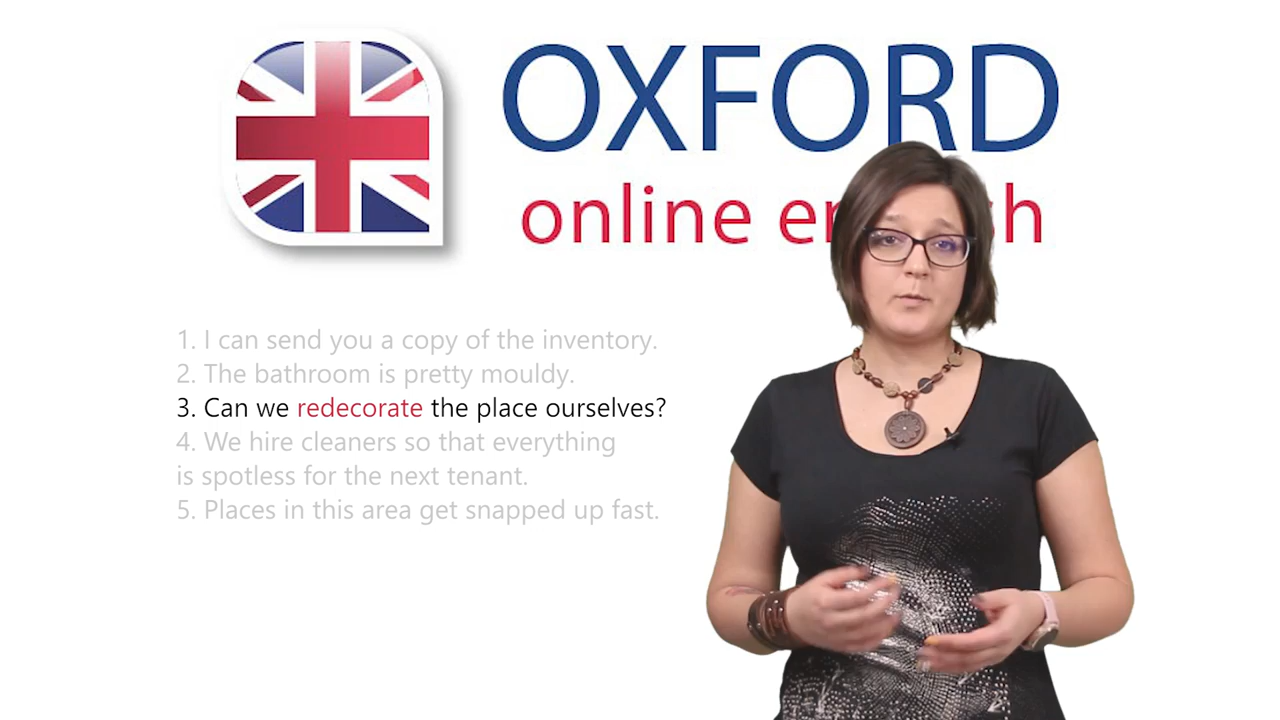 OXFORD
online
1. I can send you a copy of the inventory.
2. The bathroom is pretty mouldy.
3. Can we redecorate the place ourselves?
4. We hire cleaners so that everything
is spotless for the next tenant.
5. Places in this area get snapped up fast.